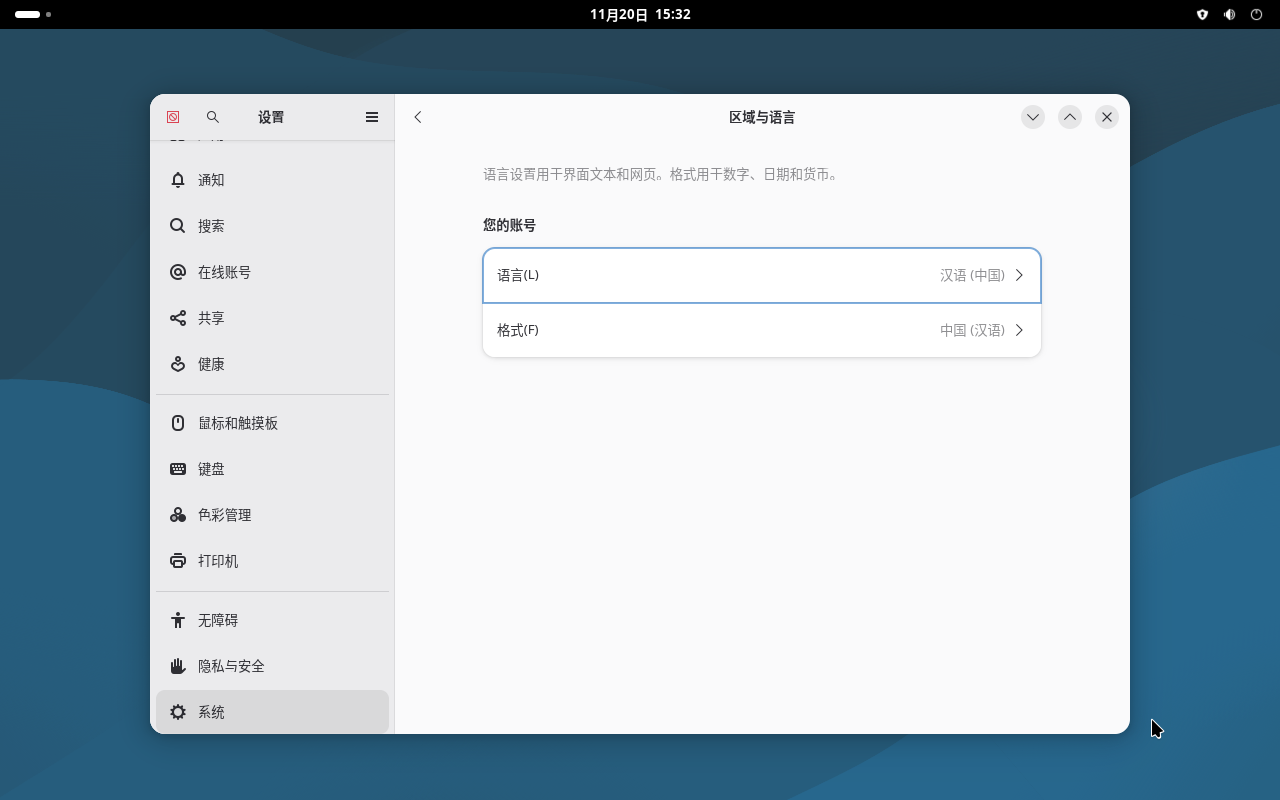 11月20日 15:32
设置
区域与语言
通知
搜索
在线账号
共享
健康
鼠标和触摸板
键盘
色彩管理
打印机
无障碍
隐私与安全
系统
语言设置用于界面文本和网页。格式用于数字、日期和货币。
您的账号
语言(L)
汉语 (中国)
格式(F)
中国 (汉语)